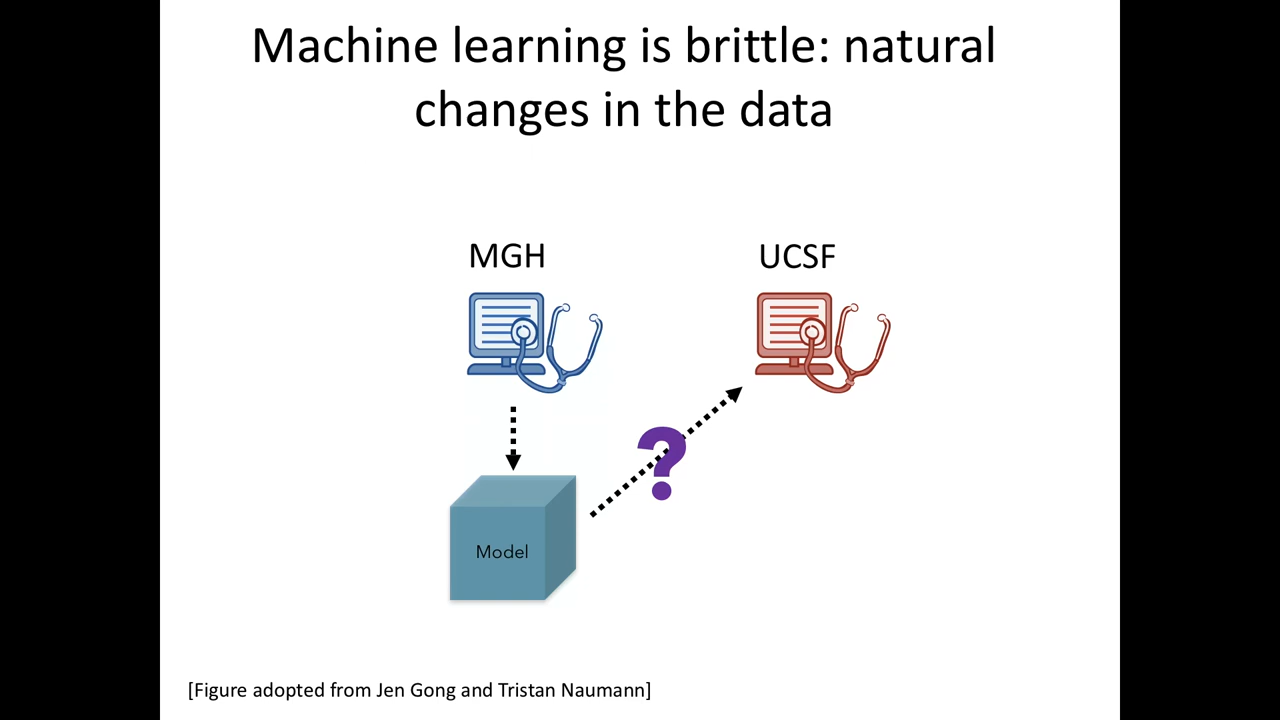 Machine learning is brittle: natural
changes in the data
MGH
UCSF
?
Model
[Figure adopted from Jen Gong and Tristan Naumann]